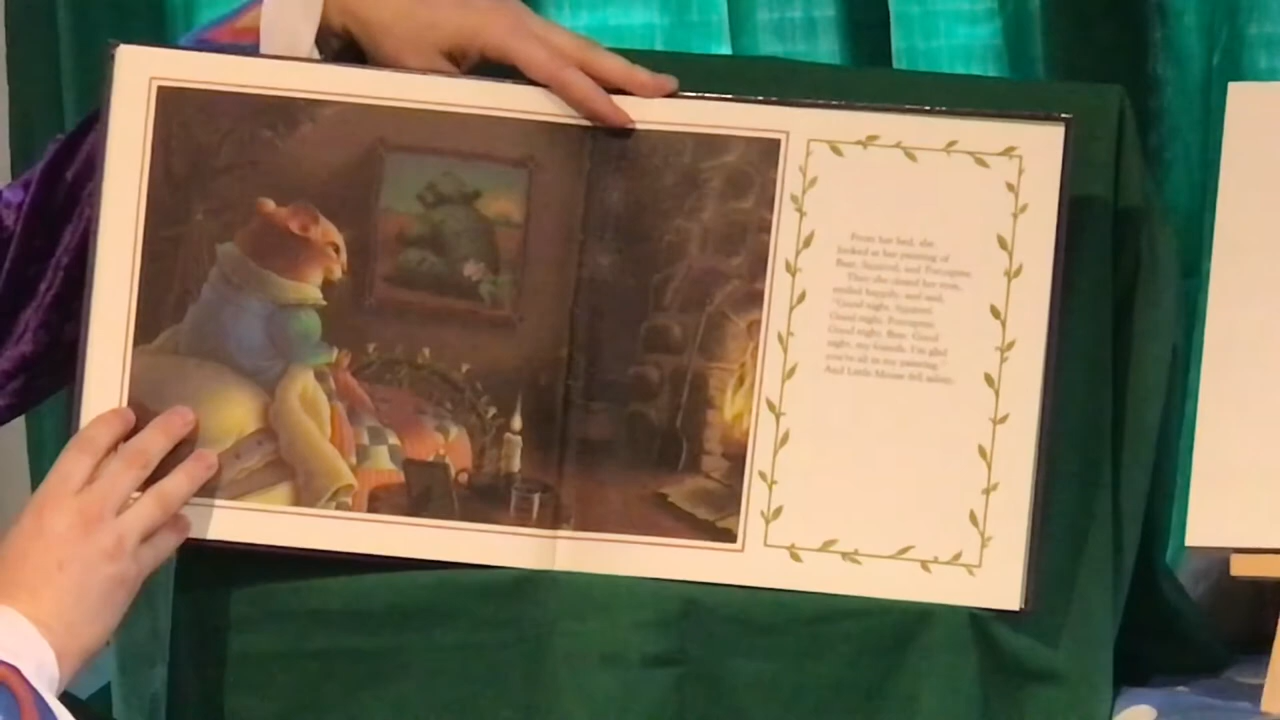 From her bed, she
looked at her painting of
Bear, Squirrel, and Porcupine.
Then she closed her eyes,
smiled happily, and said,
"Good night, Squirrel.
Good night, Porcupine.
Good night, Bear. Good
night, my friends. I'm glad
you're all in my painting."
And Little Mouse fell asleep.